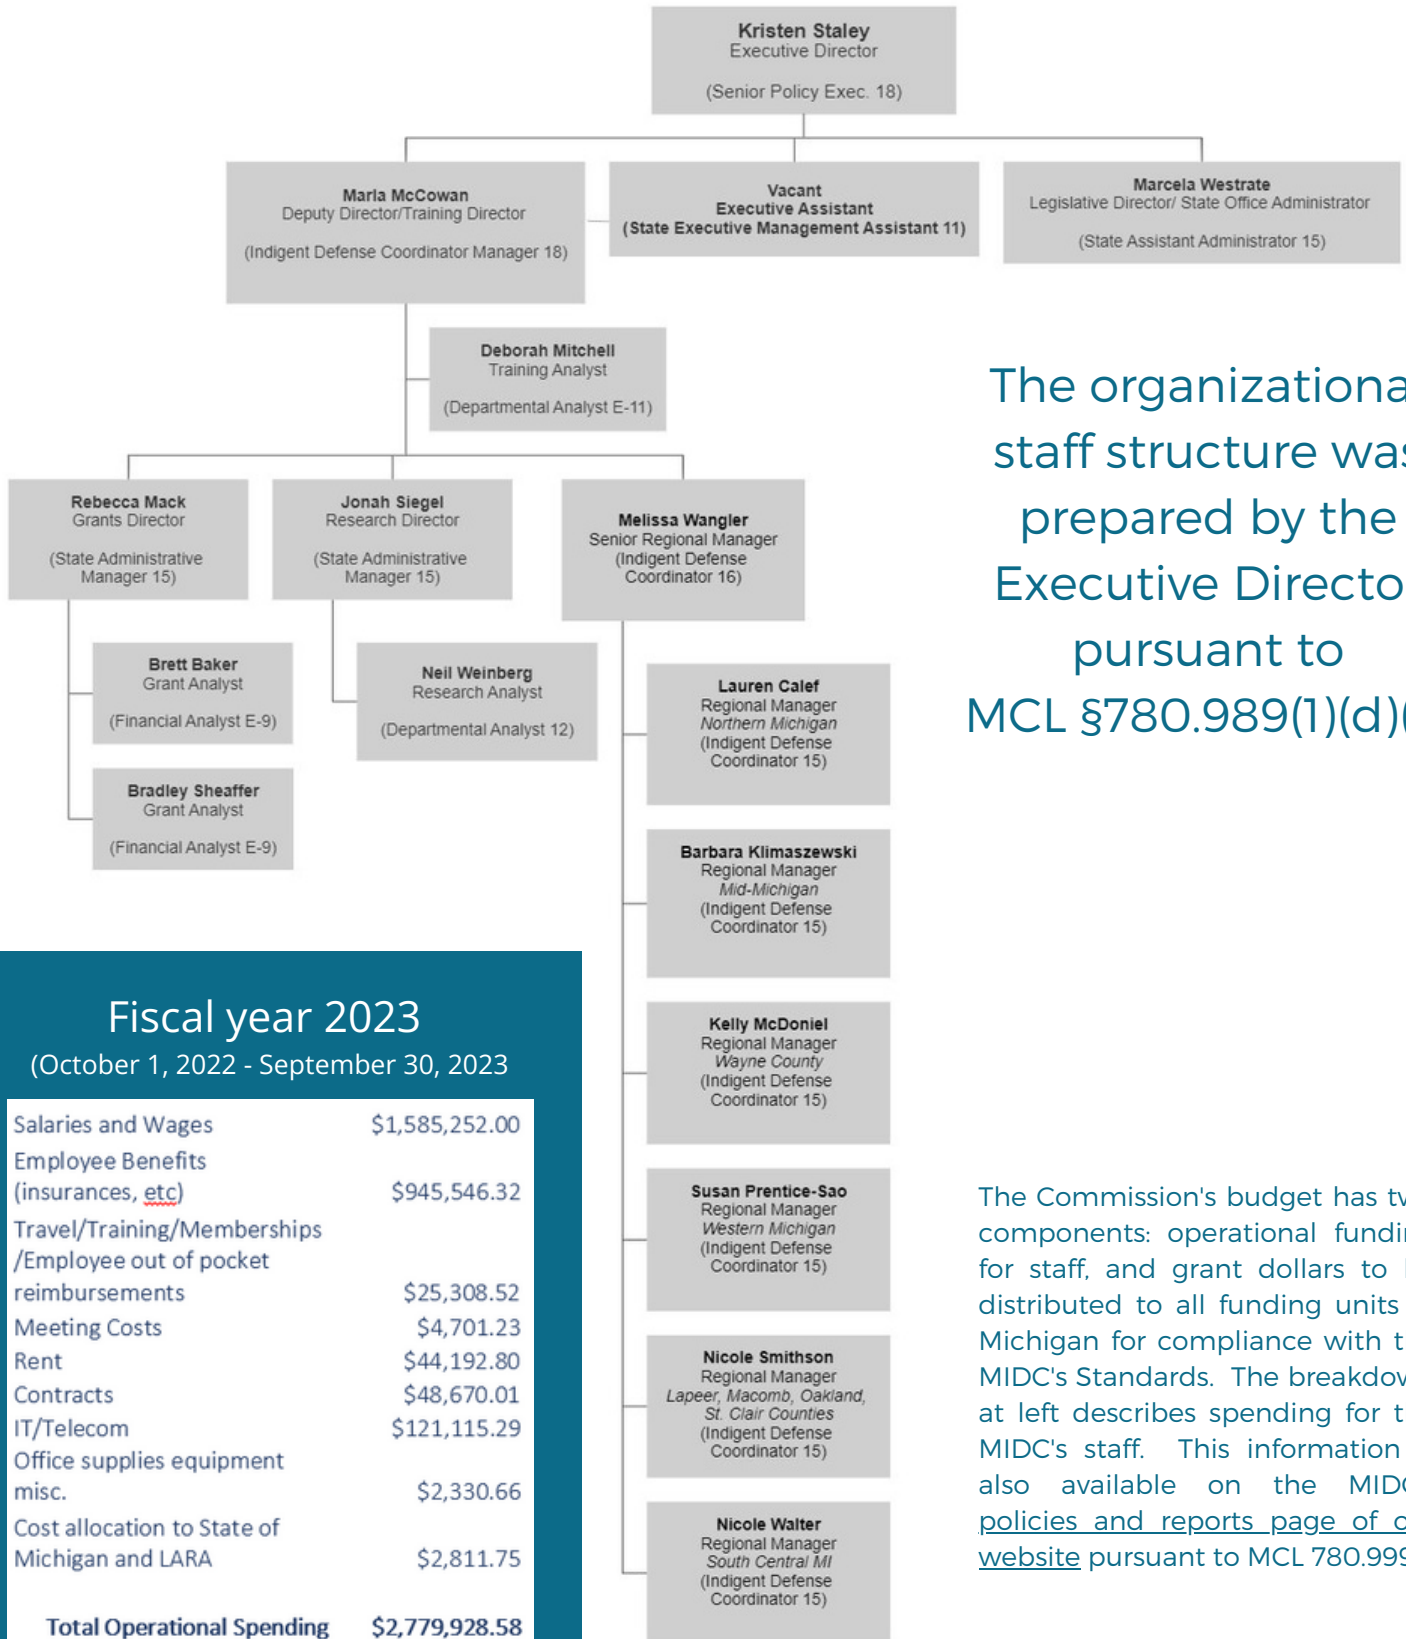 Kristen Staley
Executive Director
(Senior Policy Exec. 18)
Marla McCowan
Deputy Director/Training Director
(Indigent Defense Coordinator Manager 18)
Vacant
Executive Assistant
(State Executive Management Assistant 11)
Marcela Westrate
Legislative Director/ State Office Administrator
(State Assistant Administrator 15)
Deborah Mitchell
Training Analyst
(Departmental Analyst E-11)
Rebecca Mack
Grants Director
(State Administrative
Manager 15)
Jonah Siegel
Research Director
(State Administrative
Manager 15)
Melissa Wangler
Senior Regional Manager
(Indigent Defense
Coordinator 16)
Brett Baker
Grant Analyst
(Financial Analyst E-9)
Bradley Sheaffer
Grant Analyst
(Financial Analyst E-9)
Neil Weinberg
Research Analyst
(Departmental Analyst 12)
Lauren Calef
Regional Manager
Northern Michigan
(Indigent Defense
Coordinator 15)
Barbara Klimaszewski
Regional Manager
Mid-Michigan
(Indigent Defense
Coordinator 15)
Kelly McDoniel
Regional Manager
Wayne County
(Indigent Defense
Coordinator 15)
Susan Prentice-Sao
Regional Manager
Western Michigan
(Indigent Defense
Coordinator 15)
Nicole Smithson
Regional Manager
Lapeer, Macomb, Oakland,
St. Clair Counties
(Indigent Defense
Coordinator 15)
Nicole Walter
Regional Manager
South Central MI
(Indigent Defense
Coordinator 15)
The organizationa
staff structure was
prepared by the
Executive Directo
pursuant to
MCL §780.989(1)(d)(
Fiscal year 2023
(October 1, 2022 - September 30, 2023
Salaries and Wages $1,585,252.00
Employee Benefits
(insurances, etc) $945,546.32
Travel/Training/Memberships
/Employee out of pocket
reimbursements $25,308.52
Meeting Costs $4,701.23
Rent $44,192.80
Contracts $48,670.01
IT/Telecom $121,115.29
Office supplies equipment
misc. $2,330.66
Cost allocation to State of
Michigan and LARA $2,811.75
Total Operational Spending $2,779,928.58
The Commission's budget has tw
components: operational fundin
for staff, and grant dollars to
distributed to all funding units
Michigan for compliance with t
MIDC's Standards. The breakdow
at left describes spending for t
MIDC's staff. This information
also available on the MIDC
policies and reports page of o
website pursuant to MCL 780.999